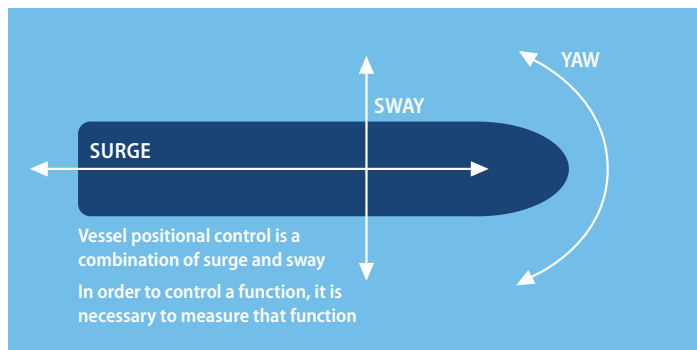 YAW
SWAY
SURGE
Vessel positional control is a
combination of surge and sway
In order to control a function, it is
necessary to measure that function